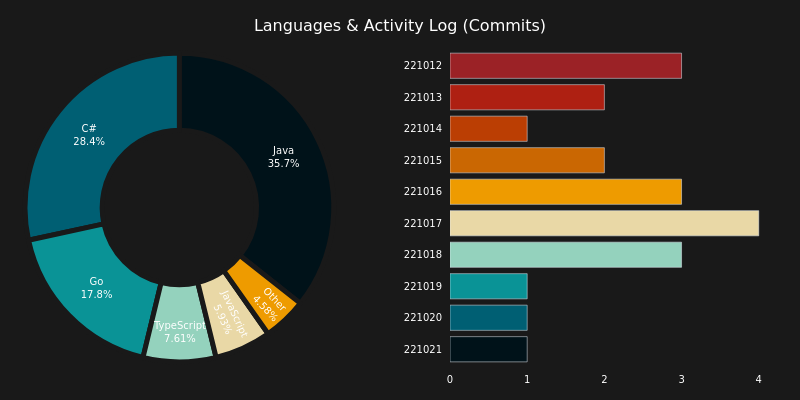 Languages & Activity Log (Commits)
Java
35.7%
C#
28.4%
Go
17.8%
TypeScript
7.61%
JavaScript
5.93%
Other
4.58%
221012
221013
221014
221015
221016
221017
221018
221019
221020
221021
0 1 2 3 4